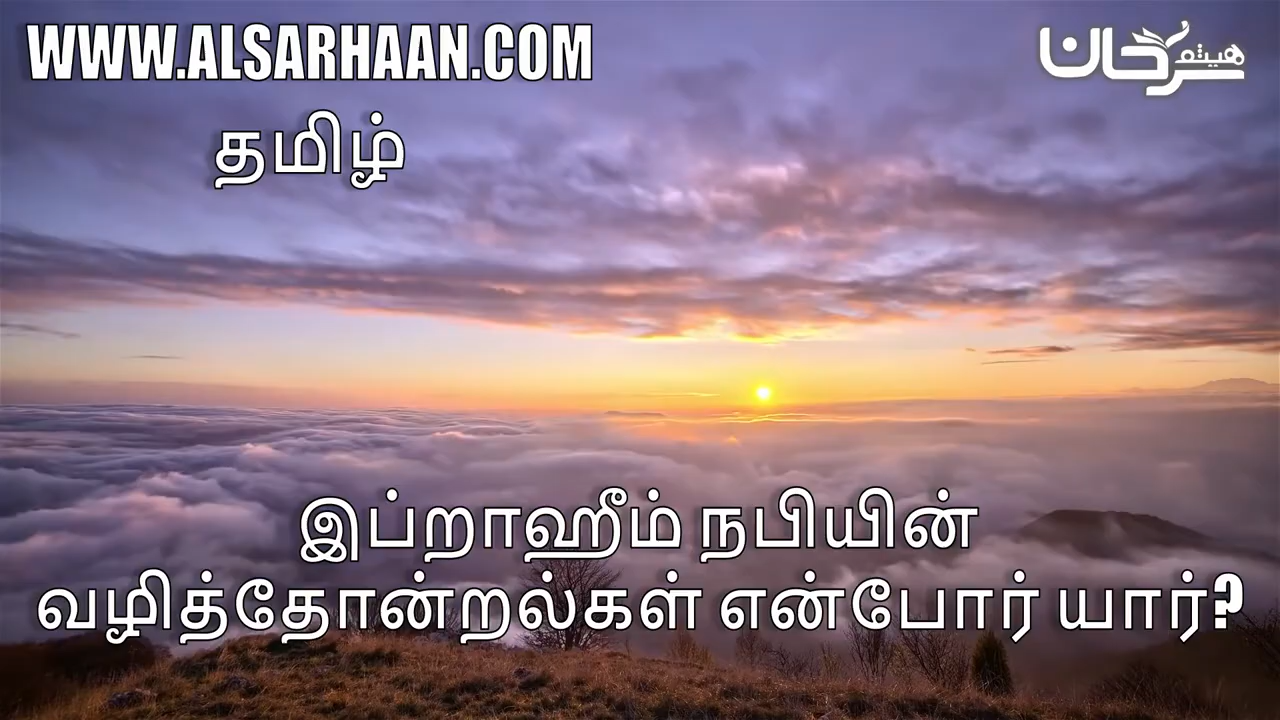 WWW.ALSARHAAN.COM
هيثم سرحان
தமிழ்
இப்றாஹீம் நபியின்
வழித்தோன்றல்கள் என்போர் யார்?